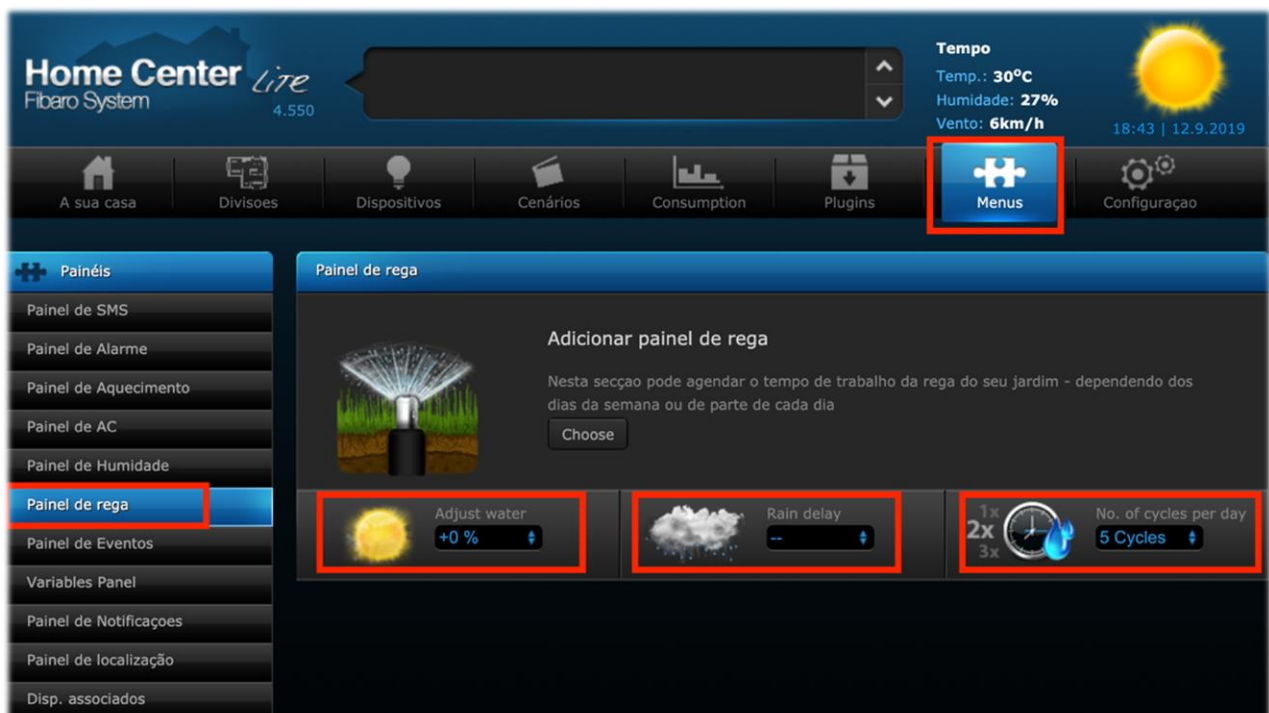 Home Center Lite
Fibaro System
4.550
Tempo
Temp.: 30ºC
Humidade: 27%
Vento: 6km/h
18:43 | 12.9.2019
A sua casa
Divisoes
Dispositivos
Cenários
Consumption
Plugins
Menus
Configuraçao
Painéis
Painel de SMS
Painel de Alarme
Painel de Aquecimento
Painel de AC
Painel de Humidade
Painel de rega
Painel de Eventos
Variables Panel
Painel de Notificaçoes
Painel de localização
Disp. associados
Painel de rega
Adicionar painel de rega
Nesta secçao pode agendar o tempo de trabalho da rega do seu jardim - dependendo dos
dias da semana ou de parte de cada dia
Choose
Adjust water
+0 %
Rain delay
--
1x
2x
3x
No. of cycles per day
5 Cycles